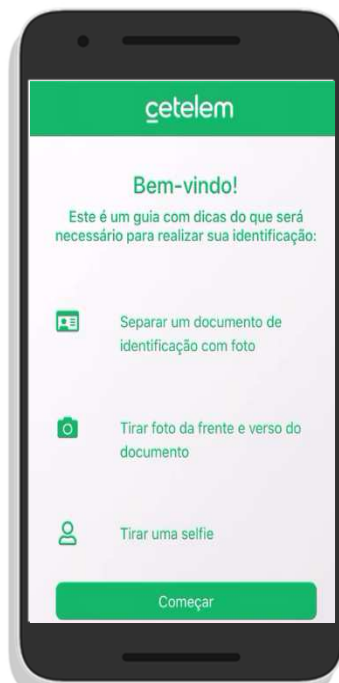 cetelem
Bem-vindo!
Este é um guia com dicas do que será
necessário para realizar sua identificação:
Separar um documento de
identificação com foto
Tirar foto da frente e verso do
documento
Tirar uma selfie
Começar